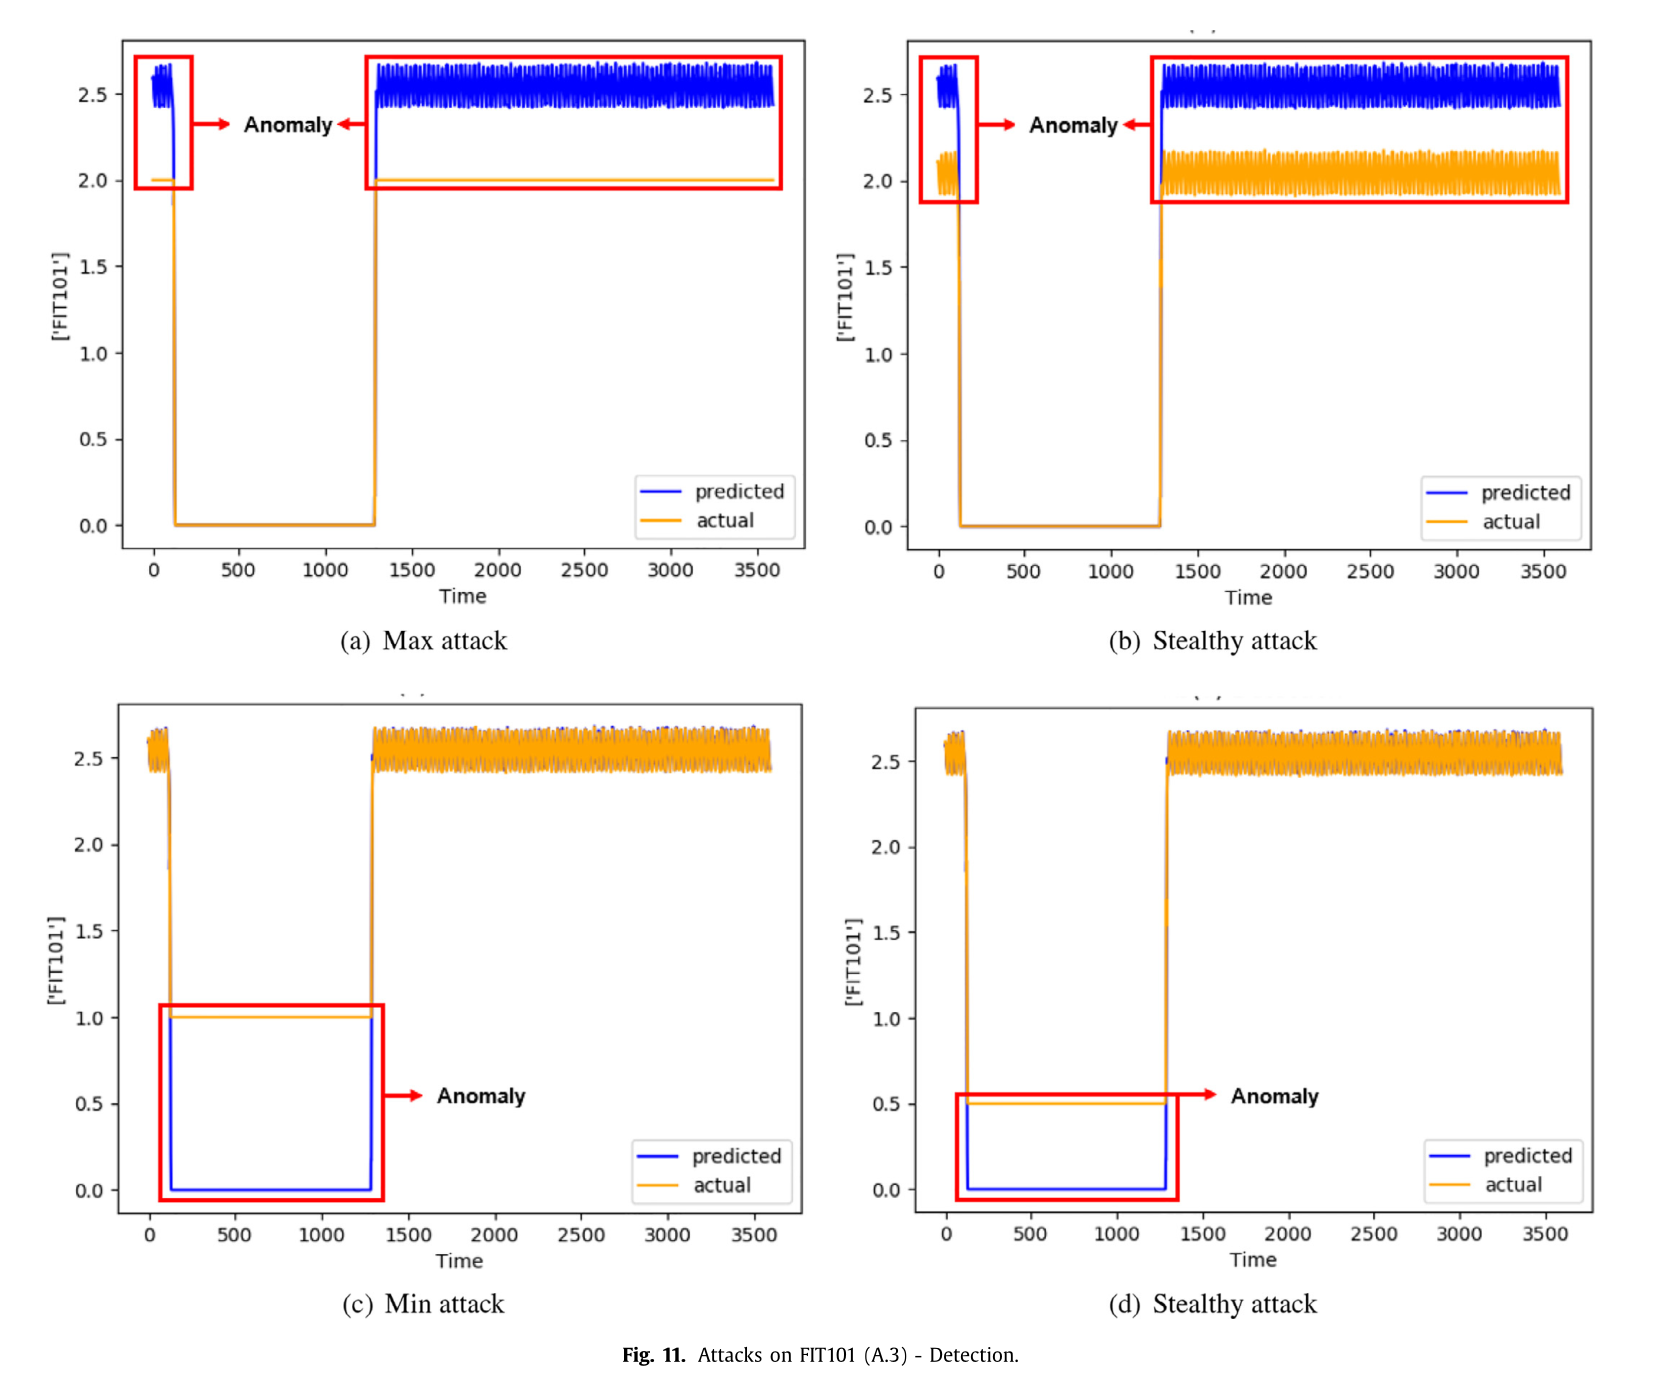 2.5
2.0
1.5
1.0
0.5
0.0
['FIT101']
Anomaly
predicted
actual
0 500 1000 1500 2000 2500 3000 3500
Time
(a) Max attack
2.5
2.0
1.5
1.0
0.5
0.0
['FIT101']
Anomaly
predicted
actual
0 500 1000 1500 2000 2500 3000 3500
Time
(b) Stealthy attack
2.5
2.0
1.5
1.0
0.5
0.0
['FIT101']
Anomaly
predicted
actual
0 500 1000 1500 2000 2500 3000 3500
Time
(c) Min attack
2.5
2.0
1.5
1.0
0.5
0.0
['FIT101']
Anomaly
predicted
actual
0 500 1000 1500 2000 2500 3000 3500
Time
(d) Stealthy attack
Fig. 11. Attacks on FIT101 (A.3) - Detection.